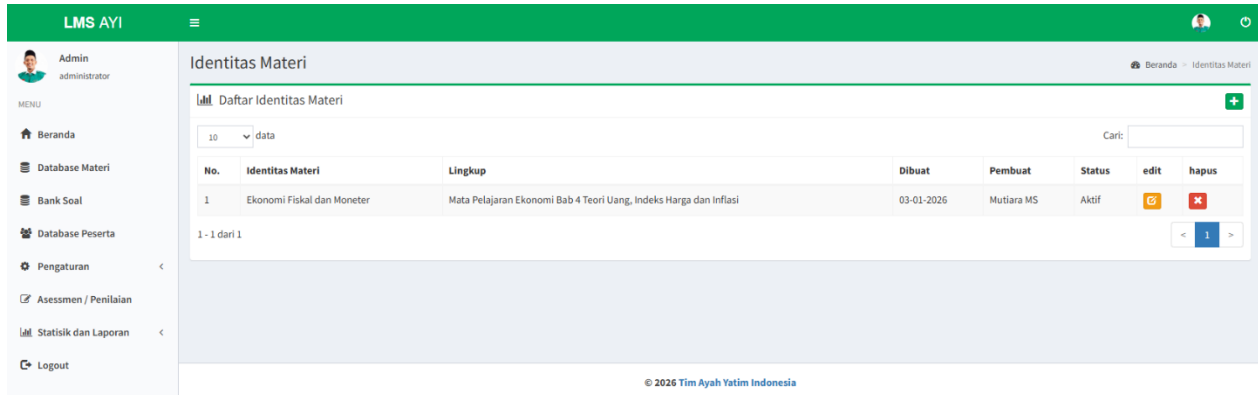 LMS AYI
Admin
administrator
MENU
Beranda
Database Materi
Bank Soal
Database Peserta
Pengaturan <
Asessmen / Penilaian
Statisik dan Laporan <
Logout
Identitas Materi
Beranda > Identitas Materi
Daftar Identitas Materi
10 data
Cari:
No. Identitas Materi Lingkup Dibuat Pembuat Status edit hapus
1 Ekonomi Fiskal dan Moneter Mata Pelajaran Ekonomi Bab 4 Teori Uang, Indeks Harga dan Inflasi 03-01-2026 Mutiara MS Aktif
1 - 1 dari 1
< 1 >
© 2026 Tim Ayah Yatim Indonesia